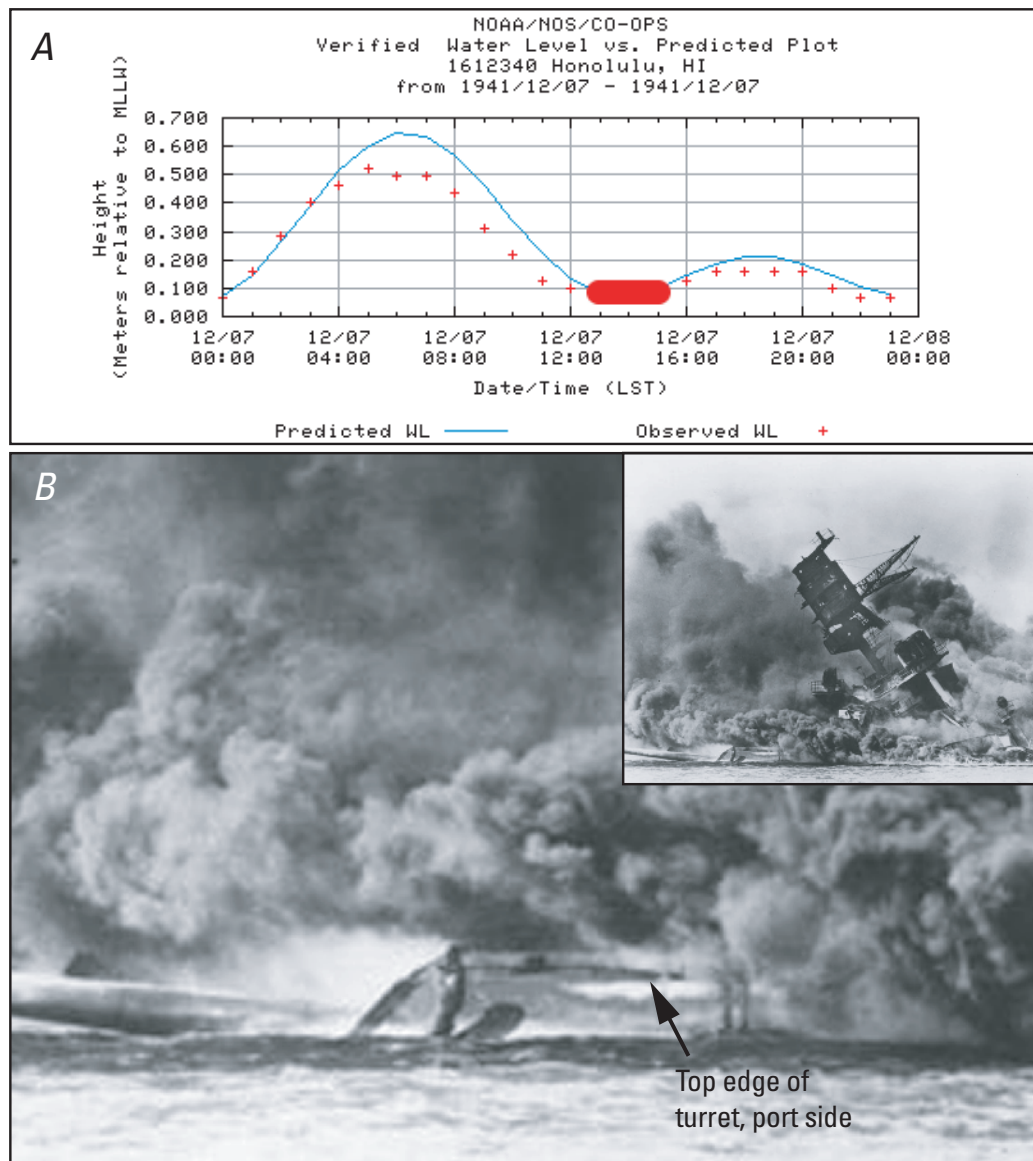 A
NOAA/NOS/CO-OPS
Verified Water Level vs. Predicted Plot
1612340 Honolulu, HI
from 1941/12/07 - 1941/12/07
Height
(Meters relative to MLLW)
0.700
0.600
0.500
0.400
0.300
0.200
0.100
0.000
12/07 12/07 12/07 12/07 12/07 12/07 12/08
00:00 04:00 08:00 12:00 16:00 20:00 00:00
Date/Time (LST)
Predicted WL Observed WL
B
Top edge of
turret, port side